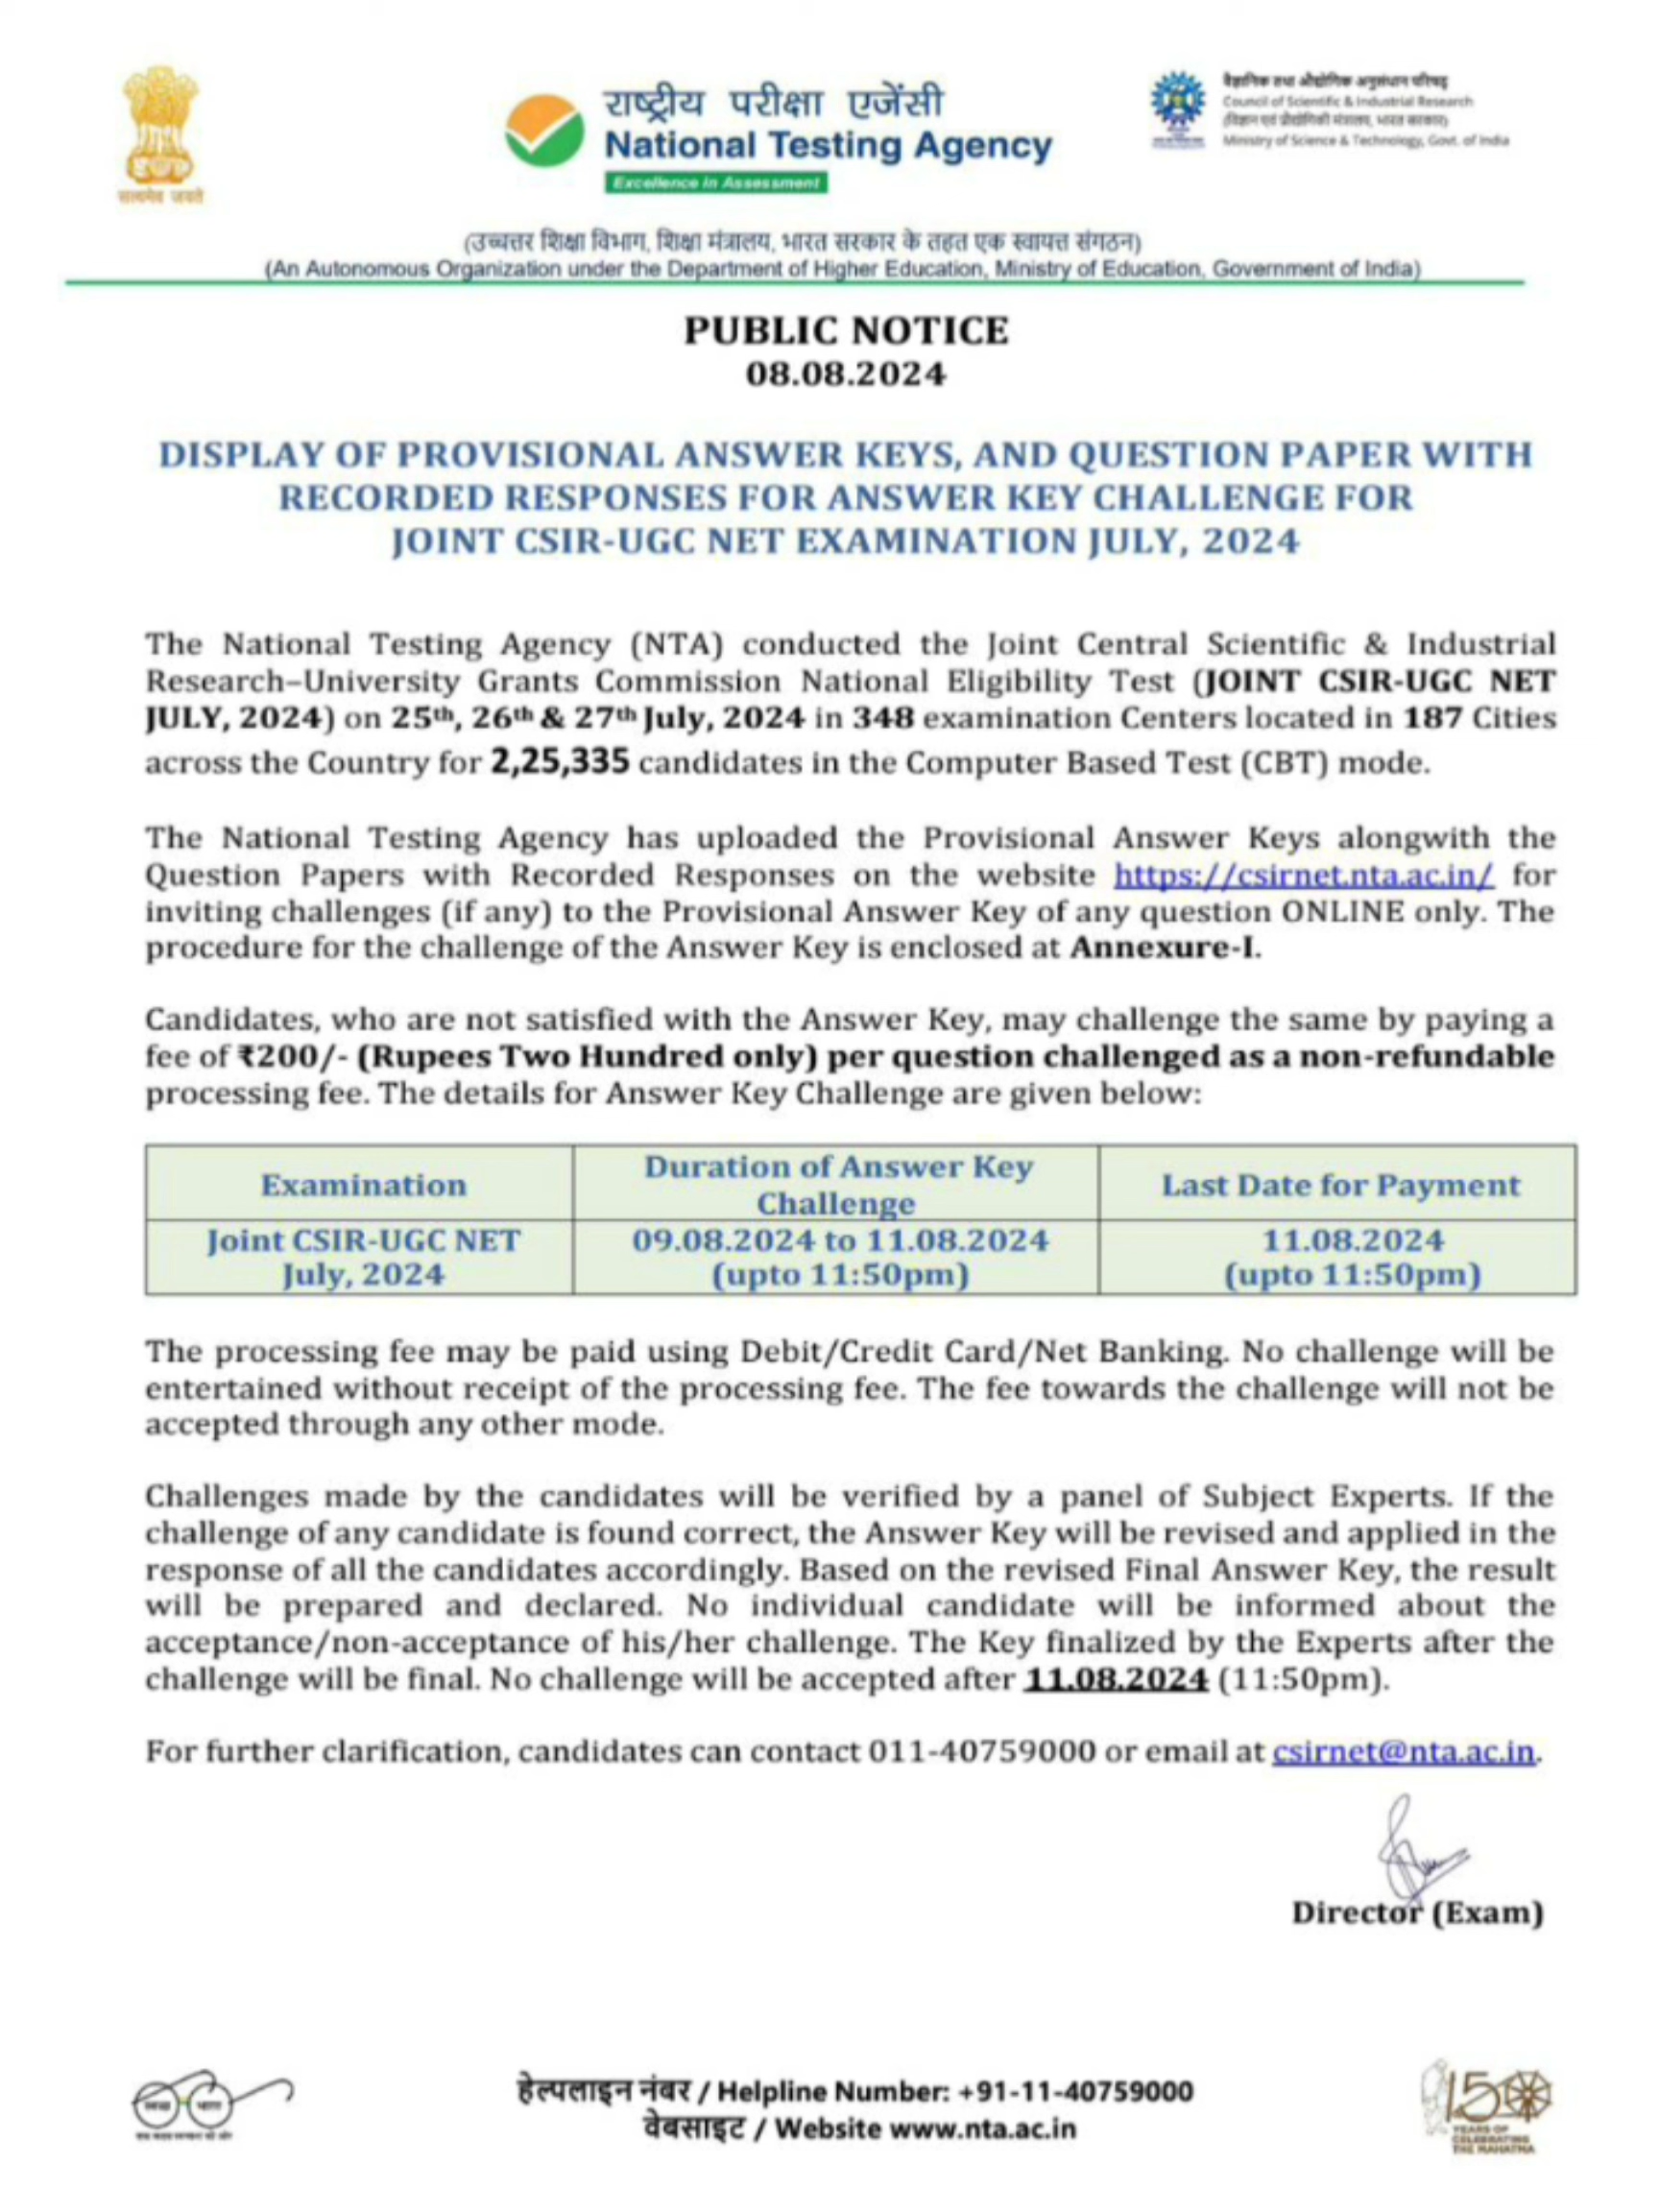 राष्ट्रीय परीक्षा एजेंसी
National Testing Agency
Excellence in Assessment
वैज्ञानिक तथा औद्योगिक अनुसंधान परिषद्
Council of Scientific & Industrial Research
(विज्ञान एवं प्रौद्योगिकी मंत्रालय, भारत सरकार)
Ministry of Science & Technology, Govt. of India
सत्यमेव जयते
(उच्चतर शिक्षा विभाग, शिक्षा मंत्रालय, भारत सरकार के तहत एक स्वायत्त संगठन)
(An Autonomous Organization under the Department of Higher Education, Ministry of Education, Government of India)
PUBLIC NOTICE
08.08.2024
DISPLAY OF PROVISIONAL ANSWER KEYS, AND QUESTION PAPER WITH
RECORDED RESPONSES FOR ANSWER KEY CHALLENGE FOR
JOINT CSIR-UGC NET EXAMINATION JULY, 2024
The National Testing Agency (NTA) conducted the Joint Central Scientific & Industrial
Research–University Grants Commission National Eligibility Test (JOINT CSIR-UGC NET
JULY, 2024) on 25th, 26th & 27th July, 2024 in 348 examination Centers located in 187 Cities
across the Country for 2,25,335 candidates in the Computer Based Test (CBT) mode.
The National Testing Agency has uploaded the Provisional Answer Keys alongwith the
Question Papers with Recorded Responses on the website https://csirnet.nta.ac.in/ for
inviting challenges (if any) to the Provisional Answer Key of any question ONLINE only. The
procedure for the challenge of the Answer Key is enclosed at Annexure-I.
Candidates, who are not satisfied with the Answer Key, may challenge the same by paying a
fee of ₹200/- (Rupees Two Hundred only) per question challenged as a non-refundable
processing fee. The details for Answer Key Challenge are given below:
Examination
Duration of Answer Key
Challenge
Last Date for Payment
Joint CSIR-UGC NET
July, 2024
09.08.2024 to 11.08.2024
(upto 11:50pm)
11.08.2024
(upto 11:50pm)
The processing fee may be paid using Debit/Credit Card/Net Banking. No challenge will be
entertained without receipt of the processing fee. The fee towards the challenge will not be
accepted through any other mode.
Challenges made by the candidates will be verified by a panel of Subject Experts. If the
challenge of any candidate is found correct, the Answer Key will be revised and applied in the
response of all the candidates accordingly. Based on the revised Final Answer Key, the result
will be prepared and declared. No individual candidate will be informed about the
acceptance/non-acceptance of his/her challenge. The Key finalized by the Experts after the
challenge will be final. No challenge will be accepted after 11.08.2024 (11:50pm).
For further clarification, candidates can contact 011-40759000 or email at csirnet@nta.ac.in.
Director (Exam)
हेल्पलाइन नंबर / Helpline Number: +91-11-40759000
वेबसाइट / Website www.nta.ac.in
150
YEARS OF
CELEBRATING
THE MAHATMA